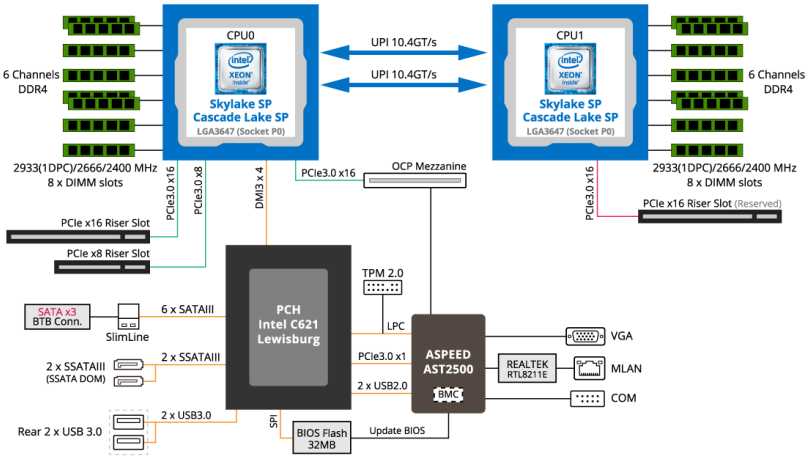 CPU0
intel
XEON
inside
Skylake SP
Cascade Lake SP
LGA3647 (Socket P0)
UPI 10.4GT/s
UPI 10.4GT/s
CPU1
intel
XEON
inside
Skylake SP
Cascade Lake SP
LGA3647 (Socket P0)
6 Channels
DDR4
6 Channels
DDR4
2933(1DPC)/2666/2400 MHz
8 x DIMM slots
2933(1DPC)/2666/2400 MHz
8 x DIMM slots
PCIe3.0 x16
PCIe3.0 x8
DMI3 x 4
PCIe3.0 x16
OCP Mezzanine
PCIe3.0 x16
PCIe x16 Riser Slot (Reserved)
PCIe x16 Riser Slot
PCIe x8 Riser Slot
SATA x3
BTB Conn.
SlimLine
6 x SATAIII
PCH
Intel C621
Lewisburg
TPM 2.0
LPC
PCIe3.0 x1
2 x USB2.0
ASPEED
AST2500
BMC
VGA
REALTEK
RTL8211E
MLAN
COM
2 x SSATAIII
(SSATA DOM)
2 x SSATAIII
Rear 2 x USB 3.0
2 x USB3.0
SPI
BIOS Flash
32MB
Update BIOS